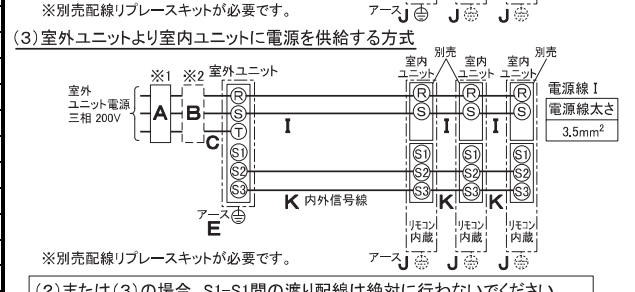 ※別売配線リプレースキットが必要です。
アース J J J
(3)室外ユニットより室内ユニットに電源を供給する方式
※1 ※2 室外ユニット
室内ユニット 別売 室内ユニット 室内ユニット 別売
室外
ユニット電源
三相 200V
A B C
R
S
T
S1
S2
S3
I
R R R
S S S
I I
S1 S1 S1
S2 S2 S2
S3 S3 S3
K 内外信号線 K K
電源線 I
電源線太さ
3.5mm²
アース
E
リモコン内蔵 リモコン内蔵 リモコン内蔵
※別売配線リプレースキットが必要です。
アース J J J
(2)または(3)の場合、S1-S1間の渡り配線は絶対に行わないでください